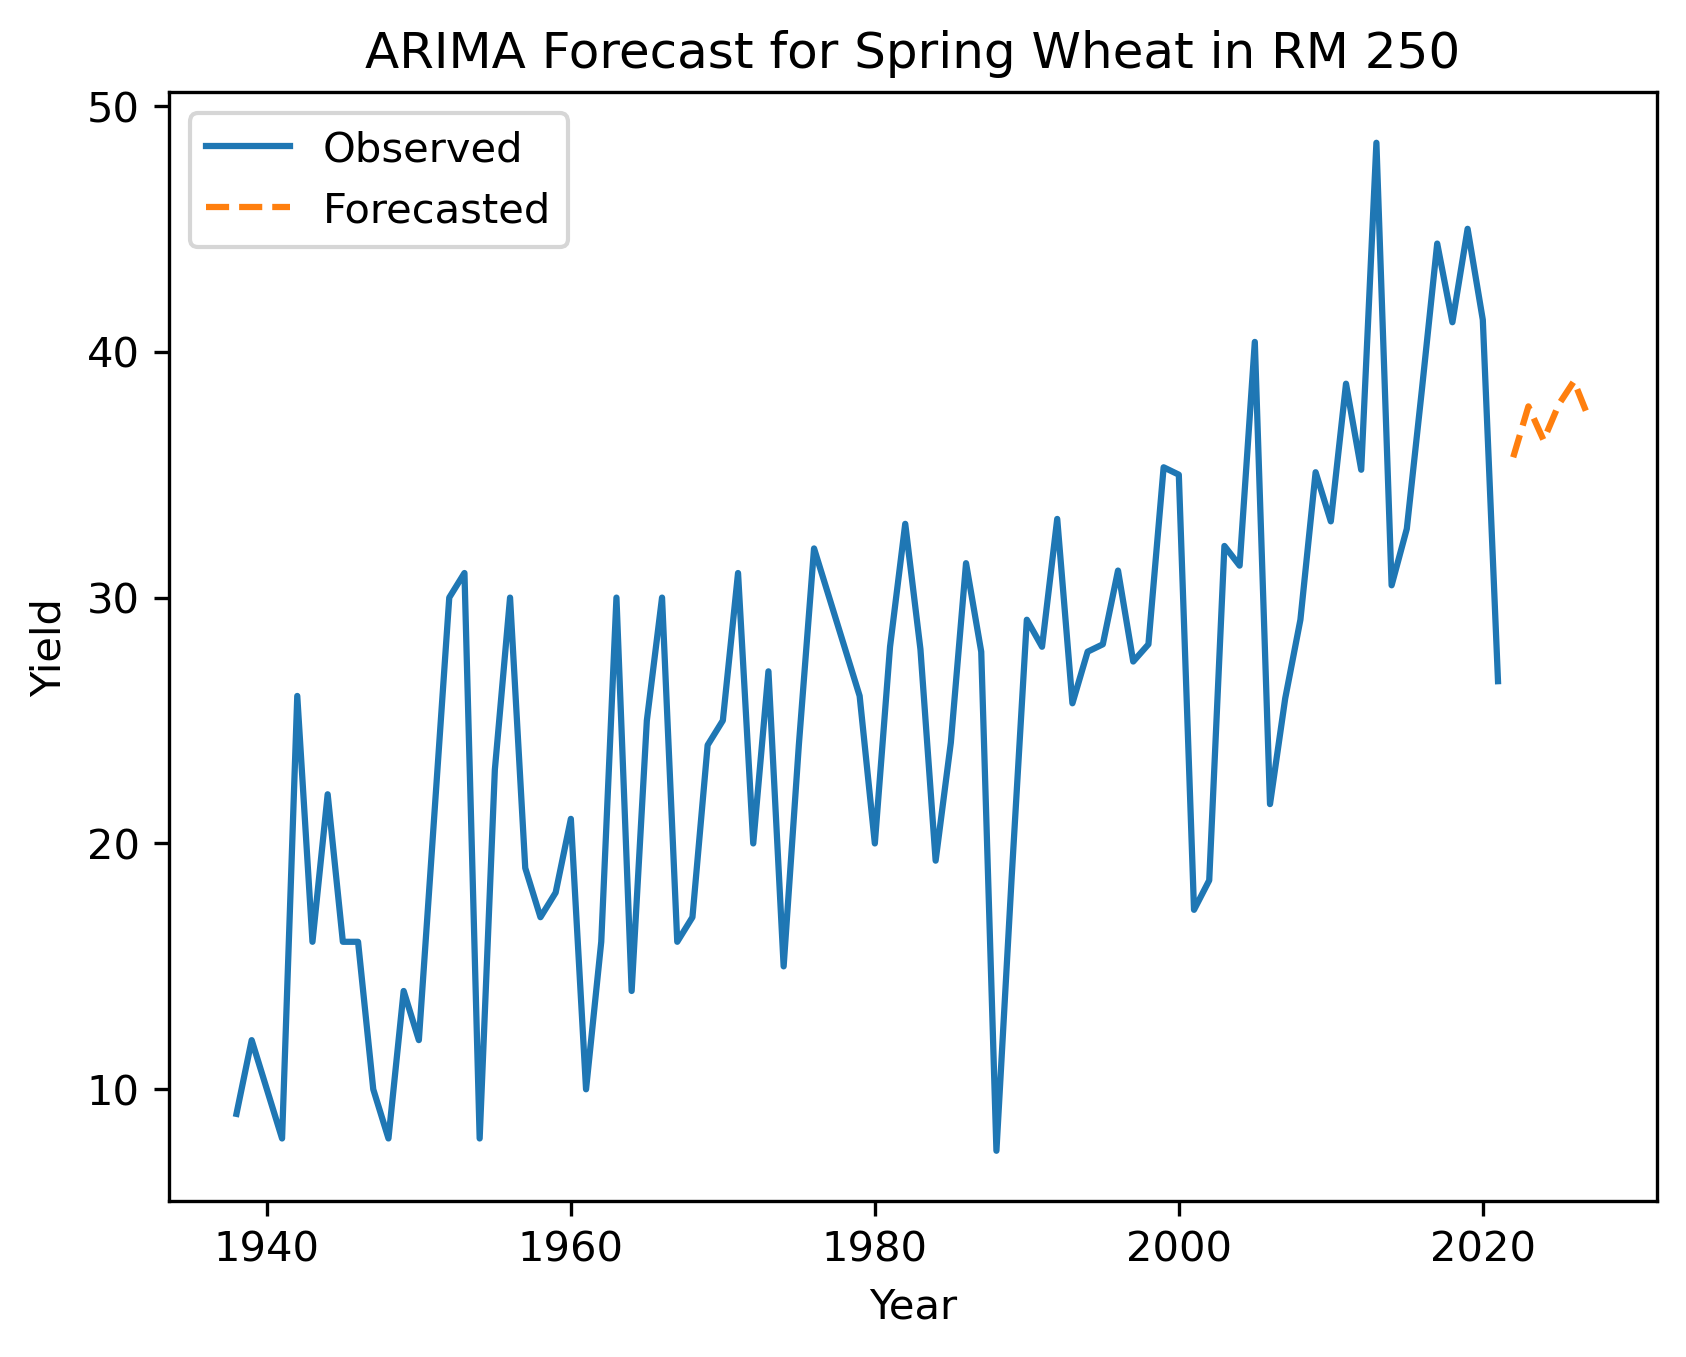 ARIMA Forecast for Spring Wheat in RM 250
Observed
Forecasted
50
40
30
20
10
Yield
1940 1960 1980 2000 2020
Year